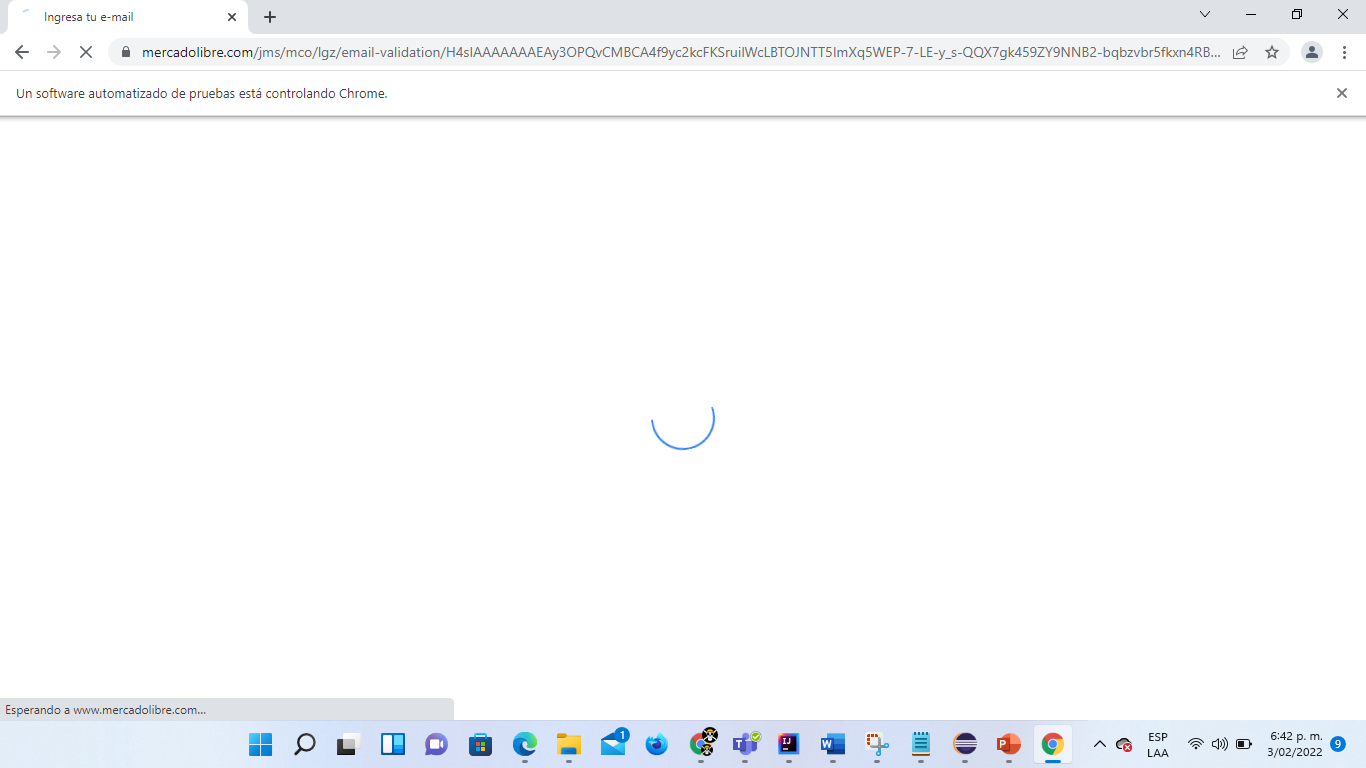 Ingresa tu e-mail
mercadolibre.com/jms/mco/lgz/email-validation/H4sIAAAAAAAEAy3OPQvCMBCA4f9yc2kcFKSruiIWcLBTOJNTT5ImXq5WEP-7-LE-y_s-QQX7gk459ZY9NNB2-bqbzvbr5fkxn4RB...
Un software automatizado de pruebas está controlando Chrome.
Esperando a www.mercadolibre.com...
1
ESP
LAA
6:42 p. m.
3/02/2022
9